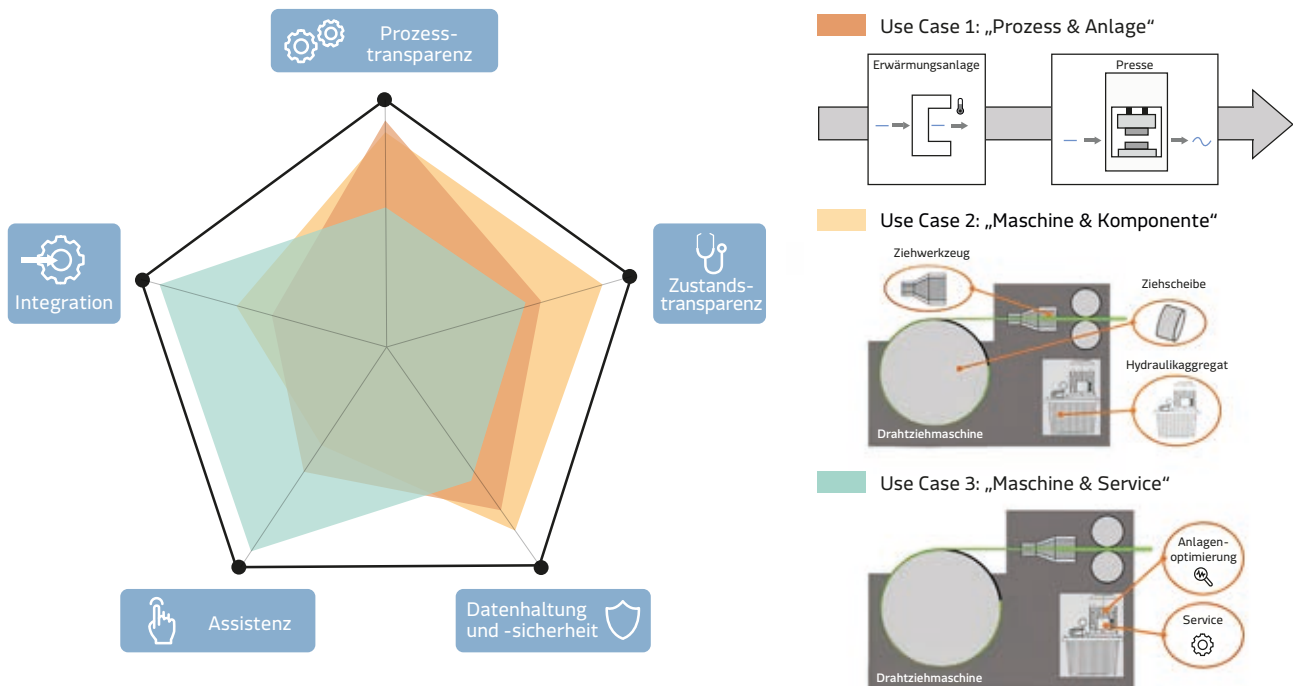 Prozess-
transparenz
Integration
Zustands-
transparenz
Assistenz
Datenhaltung
und -sicherheit
Use Case 1: „Prozess & Anlage“
Erwärmungsanlage
Presse
Use Case 2: „Maschine & Komponente“
Ziehwerkzeug
Ziehscheibe
Hydraulikaggregat
Drahtziehmaschine
Use Case 3: „Maschine & Service“
Anlagen-
optimierung
Service
Drahtziehmaschine